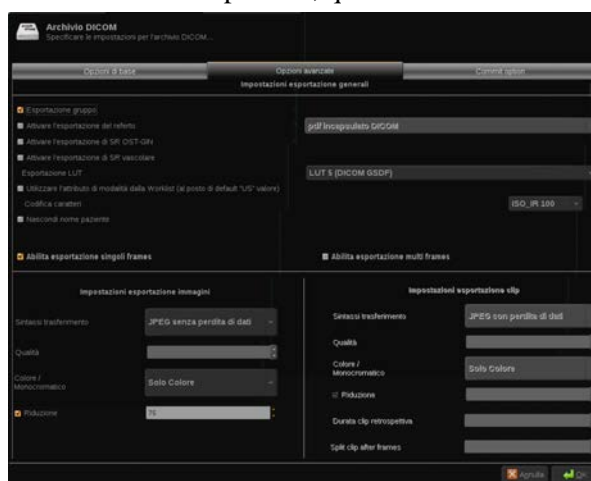 Archivio DICOM
Specificare le impostazioni per l'archivio DICOM...
Opzioni di base
Opzioni avanzate
Commit option
Impostazioni esportazione generali
Esportazione gruppo
Attivare l'esportazione del referto
pdf incapsulato DICOM
Attivare l'esportazione di SR OST-GIN
Attivare l'esportazione di SR vascolare
Esportazione LUT
LUT 5 (DICOM GSDF)
Utilizzare l'attributo di modalità dalla Worklist (al posto di default "US" valore)
Codifica caratteri
ISO_IR 100
Nascondi nome paziente
Abilita esportazione singoli frames
Abilita esportazione multi frames
Impostazioni esportazione immagini
Impostazioni esportazione clip
Sintassi trasferimento
JPEG senza perdita di dati
Sintassi trasferimento
JPEG con perdita di dati
Qualità
Qualità
Colore /
Monocromatico
Solo Colore
Colore /
Monocromatico
Solo Colore
Riduzione
Riduzione
Durata clip retrospettiva
Split clip after frames
Annulla
OK